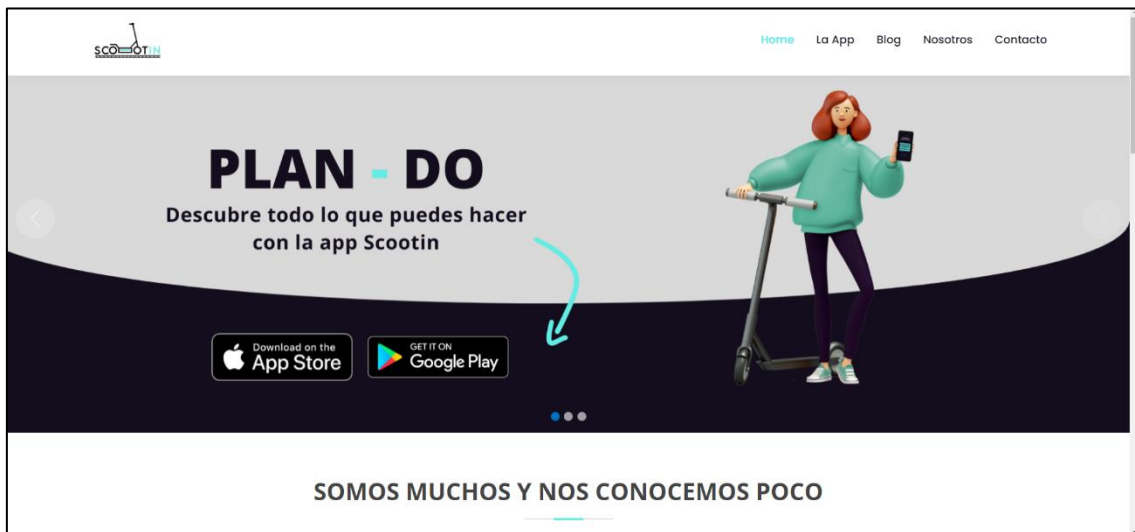 SCOOOTIN
Home La App Blog Nosotros Contacto
PLAN - DO
Descubre todo lo que puedes hacer
con la app Scootin
Download on the
App Store
GET IT ON
Google Play
SOMOS MUCHOS Y NOS CONOCEMOS POCO